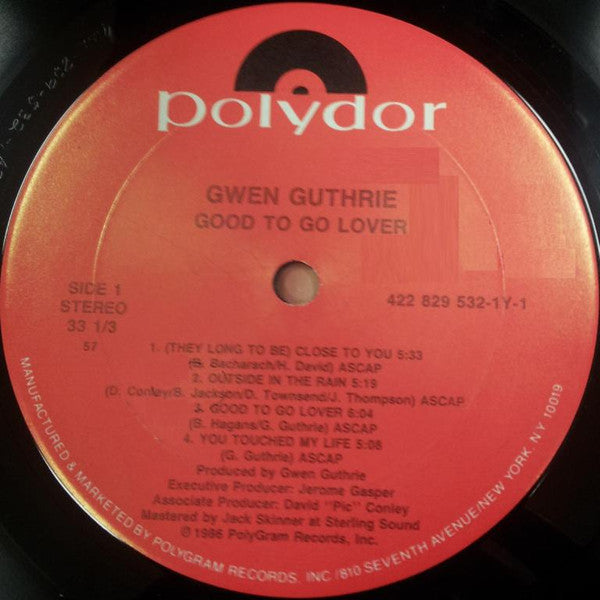 polydor
GWEN GUTHRIE
GOOD TO GO LOVER
SIDE 1
STEREO
33 1/3
57
422 829 532-1Y-1
1. (THEY LONG TO BE) CLOSE TO YOU 5:33
(B. Bacharach/H. David) ASCAP
2. OUTSIDE IN THE RAIN 5:19
(D. Conley/B. Jackson/D. Townsend/J. Thompson) ASCAP
3. GOOD TO GO LOVER 6:04
(B. Hagans/G. Guthrie) ASCAP
4. YOU TOUCHED MY LIFE 5:08
(G. Guthrie) ASCAP
Produced by Gwen Guthrie
Executive Producer: Jerome Gasper
Associate Producer: David "Pic" Conley
Mastered by Jack Skinner at Sterling Sound
℗ 1986 PolyGram Records, Inc.
MANUFACTURED & MARKETED BY POLYGRAM RECORDS, INC./810 SEVENTH AVENUE/NEW YORK, NY 10019